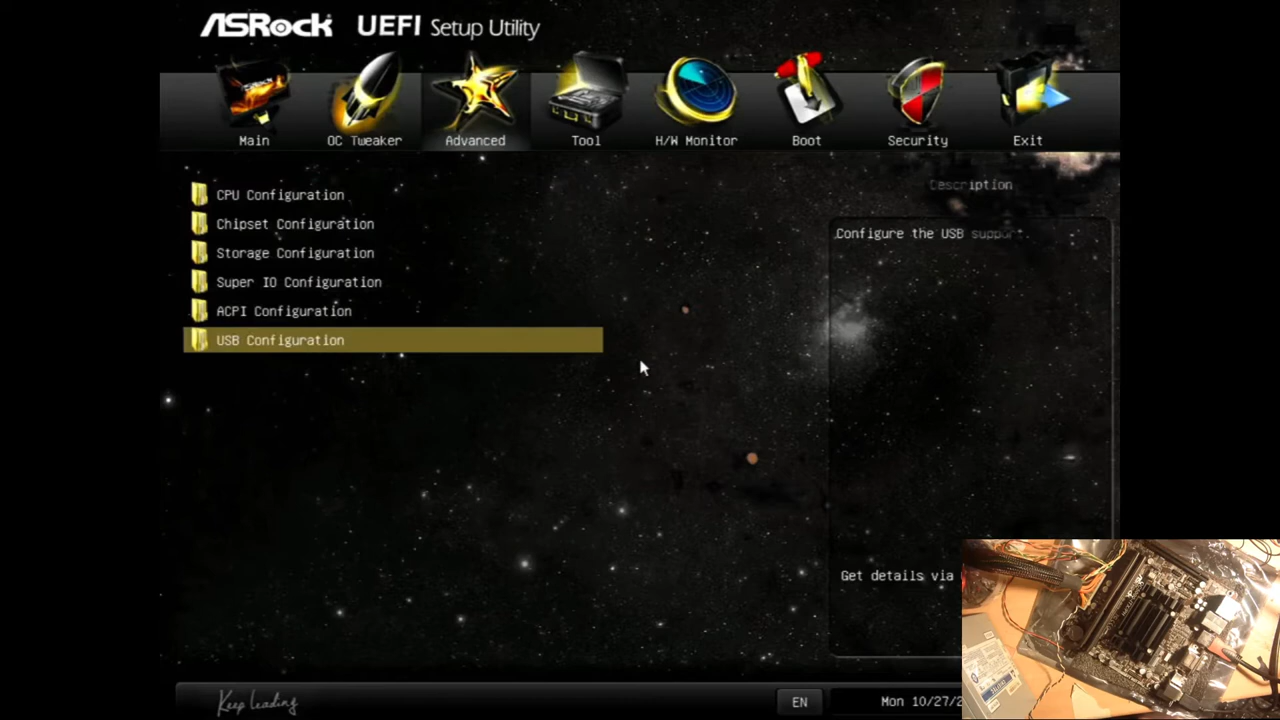 ASRock UEFI Setup Utility
Main OC Tweaker Advanced Tool H/W Monitor Boot Security Exit
CPU Configuration
Chipset Configuration
Storage Configuration
Super IO Configuration
ACPI Configuration
USB Configuration
Description
Configure the USB support.
Get details via
Keep Leading
EN
Mon 10/27/2